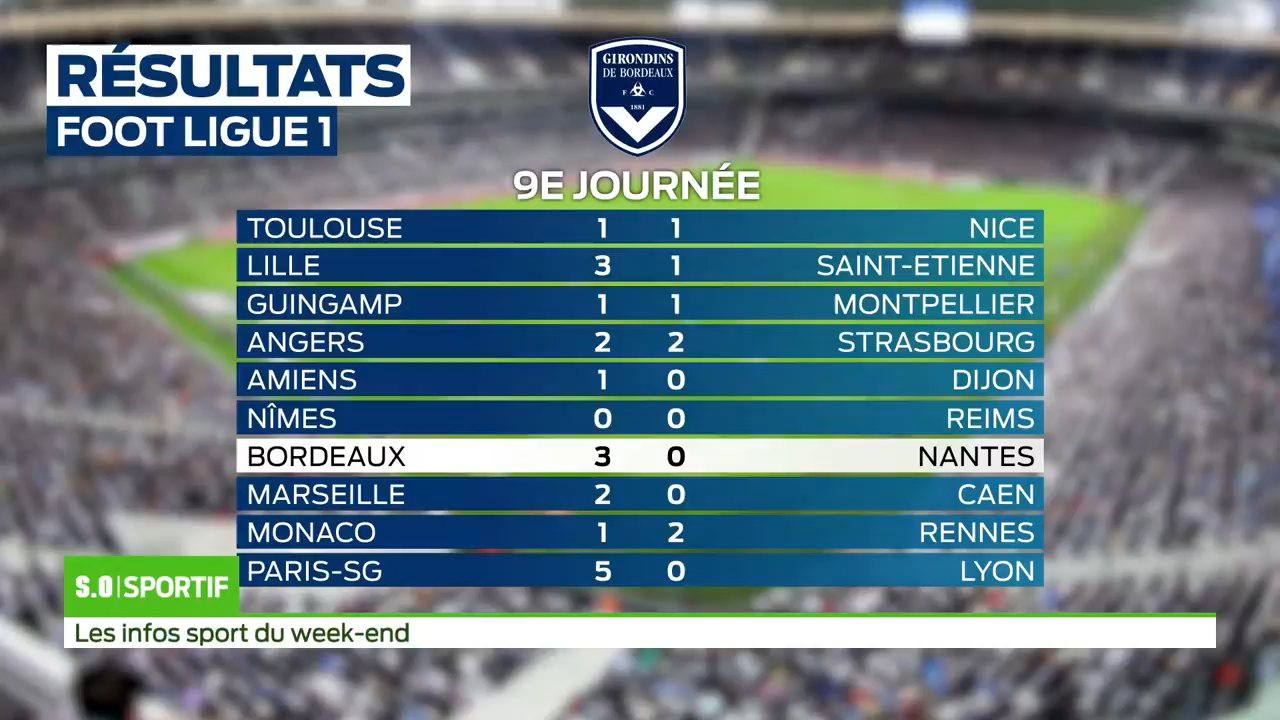 RÉSULTATS
FOOT LIGUE 1
GIRONDINS
DE BORDEAUX
F C
1881
9E JOURNÉE
TOULOUSE 1 1 NICE
LILLE 3 1 SAINT-ETIENNE
GUINGAMP 1 1 MONTPELLIER
ANGERS 2 2 STRASBOURG
AMIENS 1 0 DIJON
NÎMES 0 0 REIMS
BORDEAUX 3 0 NANTES
MARSEILLE 2 0 CAEN
MONACO 1 2 RENNES
PARIS-SG 5 0 LYON
S.O | SPORTIF
Les infos sport du week-end